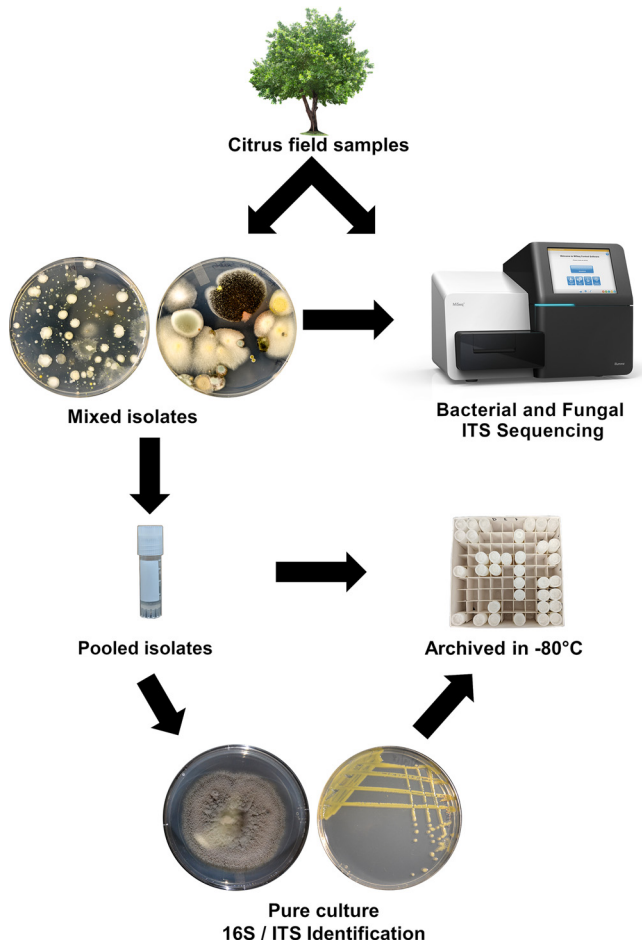 Citrus field samples
MiSeq
Mixed isolates
Bacterial and Fungal
ITS Sequencing
Pooled isolates
Archived in -80°C
Pure culture
16S / ITS Identification